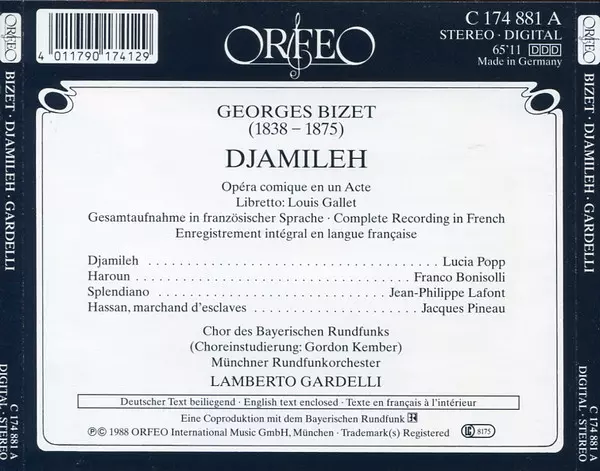 ORFEO
BIZET · DJAMILEH · GARDELLI
C 174 881 A
DIGITAL · STEREO
4 011790 174129
ORFEO
C 174 881 A
STEREO · DIGITAL
65'11 DDD
Made in Germany
GEORGES BIZET
(1838 – 1875)
DJAMILEH
Opéra comique en un Acte
Libretto: Louis Gallet
Gesamtaufnahme in französischer Sprache · Complete Recording in French
Enregistrement intégral en langue française
Djamileh . . . . . . . . . . . . . . . . . . . . . . . . . . . . . . . . . . . . Lucia Popp
Haroun . . . . . . . . . . . . . . . . . . . . . . . . . . . . . . . . . Franco Bonisolli
Splendiano . . . . . . . . . . . . . . . . . . . . . . . . . . . Jean-Philippe Lafont
Hassan, marchand d'esclaves . . . . . . . . . . . . . . . . . . . Jacques Pineau
Chor des Bayerischen Rundfunks
(Choreinstudierung: Gordon Kember)
Münchner Rundfunkorchester
LAMBERTO GARDELLI
Deutscher Text beiliegend · English text enclosed · Texte en français à l'intérieur
Eine Coproduktion mit dem Bayerischen Rundfunk
℗© 1988 ORFEO International Music GmbH, München · Trademark(s) Registered LC 8175
ORFEO
BIZET · DJAMILEH · GARDELLI
C 174 881 A
DIGITAL · STEREO